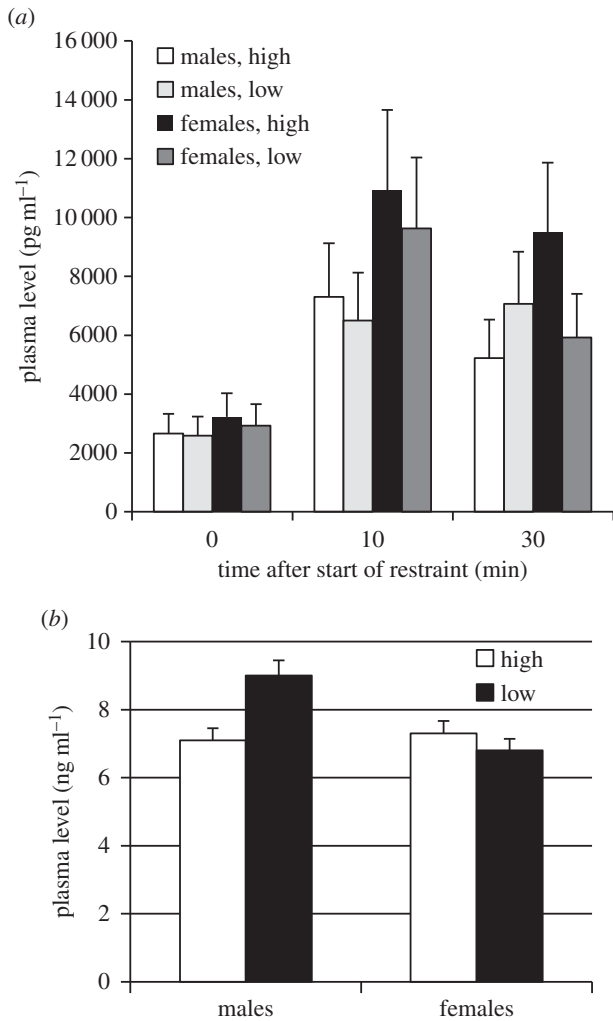 (a)
16 000
14 000
12 000
10 000
8000
6000
4000
2000
0
plasma level (pg ml⁻¹)
males, high
males, low
females, high
females, low
0 10 30
time after start of restraint (min)
(b)
10
8
6
4
2
0
plasma level (ng ml⁻¹)
high
low
males females